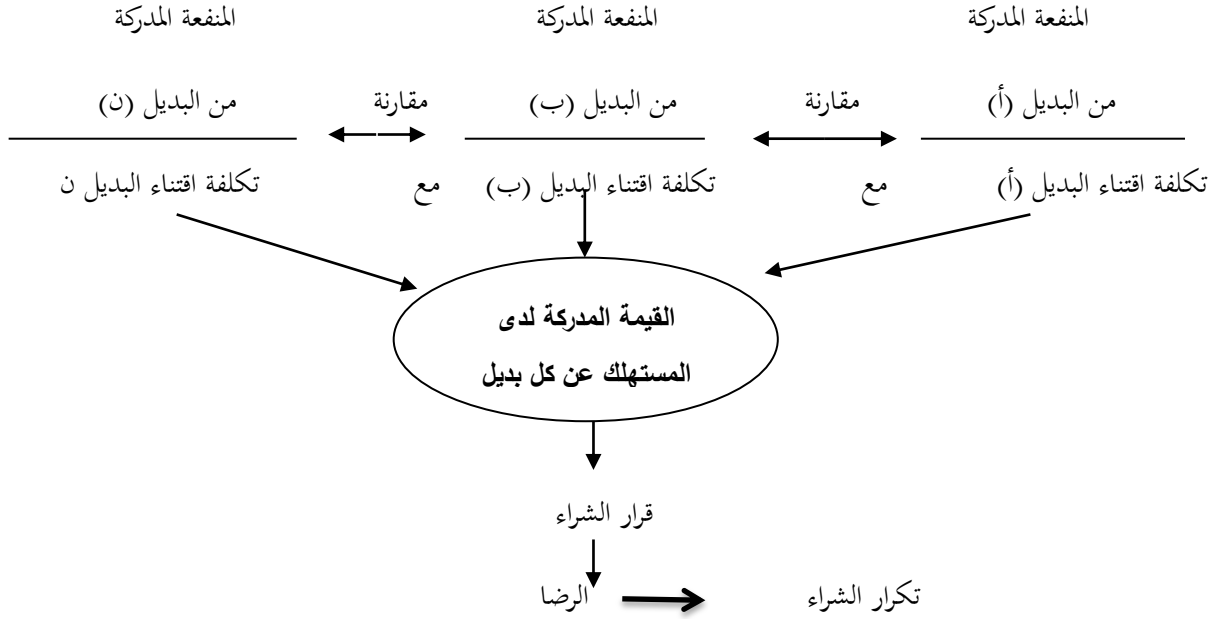 المنفعة المدركة المنفعة المدركة المنفعة المدركة
من البديل (أ) مقارنة من البديل (ب) مقارنة من البديل (ن)
تكلفة اقتناء البديل (أ) مع تكلفة اقتناء البديل (ب) مع تكلفة اقتناء البديل ن
القيمة المدركة لدى
المستهلك عن كل بديل
قرار الشراء
الرضا تكرار الشراء